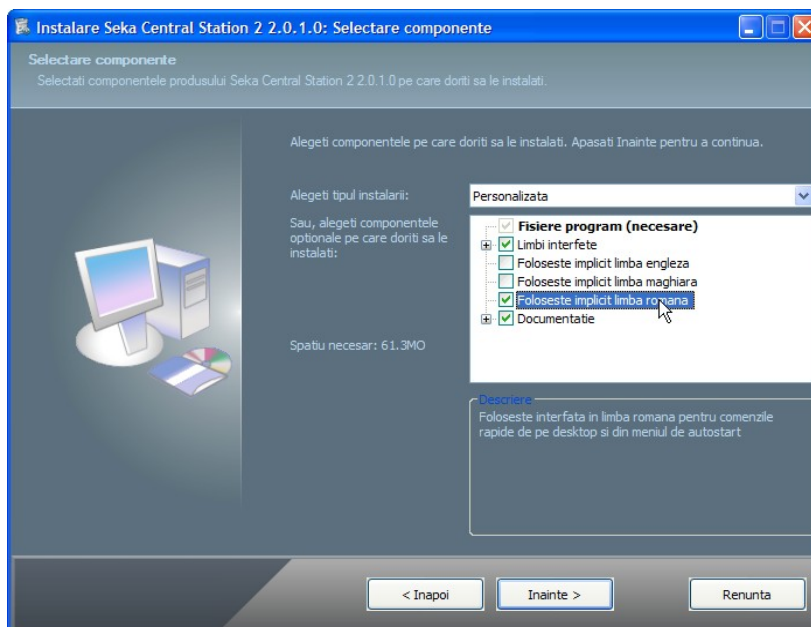 Instalare Seka Central Station 2 2.0.1.0: Selectare componente
Selectare componente
Selectati componentele produsului Seka Central Station 2 2.0.1.0 pe care doriti sa le instalati.
Alegeti componentele pe care doriti sa le instalati. Apasati Inainte pentru a continua.
Alegeti tipul instalarii:
Personalizata
Sau, alegeti componentele
optionale pe care doriti sa le
instalati:
Fisiere program (necesare)
Limbi interfete
Foloseste implicit limba engleza
Foloseste implicit limba maghiara
Foloseste implicit limba romana
Documentatie
Spatiu necesar: 61.3MO
Descriere
Foloseste interfata in limba romana pentru comenzile
rapide de pe desktop si din meniul de autostart
< Inapoi
Inainte >
Renunta